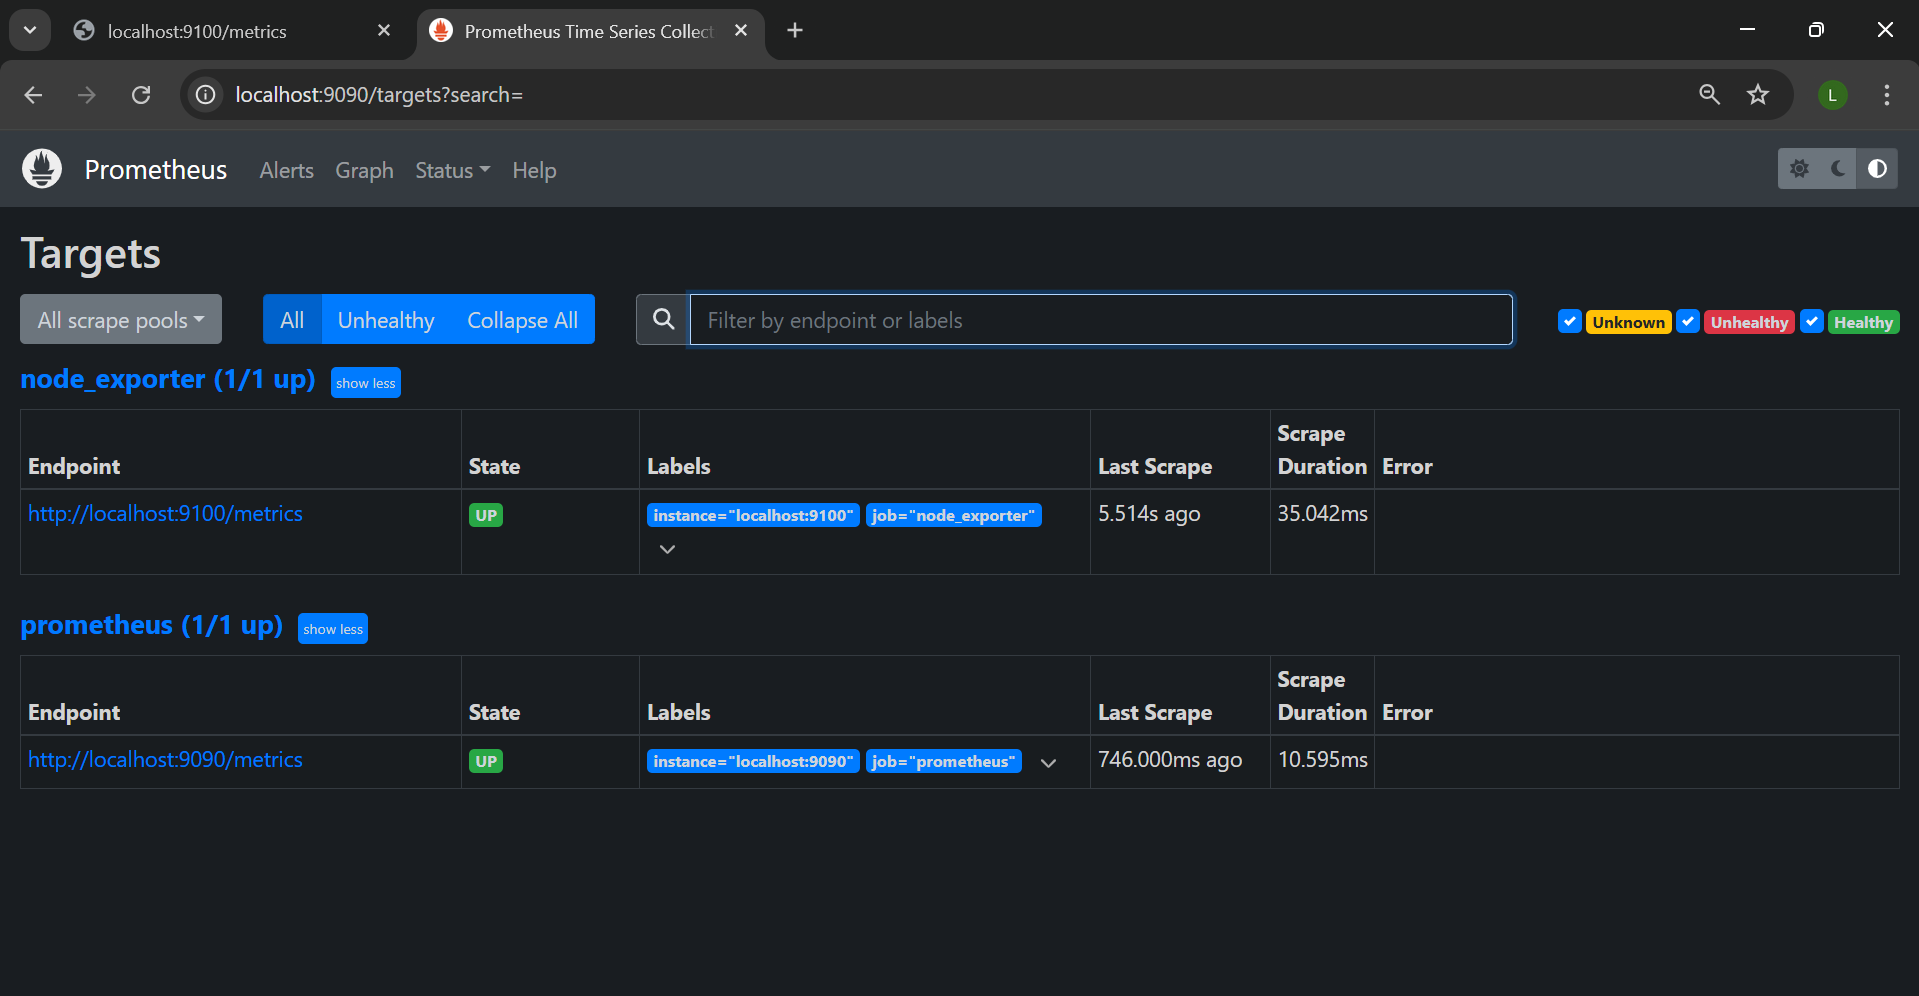 localhost:9100/metrics
Prometheus Time Series Collect
localhost:9090/targets?search=
L
Prometheus Alerts Graph Status Help
Targets
All scrape pools All Unhealthy Collapse All Filter by endpoint or labels Unknown Unhealthy Healthy
node_exporter (1/1 up) show less
Endpoint State Labels Last Scrape Scrape Duration Error
http://localhost:9100/metrics UP instance="localhost:9100" job="node_exporter" 5.514s ago 35.042ms
prometheus (1/1 up) show less
Endpoint State Labels Last Scrape Scrape Duration Error
http://localhost:9090/metrics UP instance="localhost:9090" job="prometheus" 746.000ms ago 10.595ms